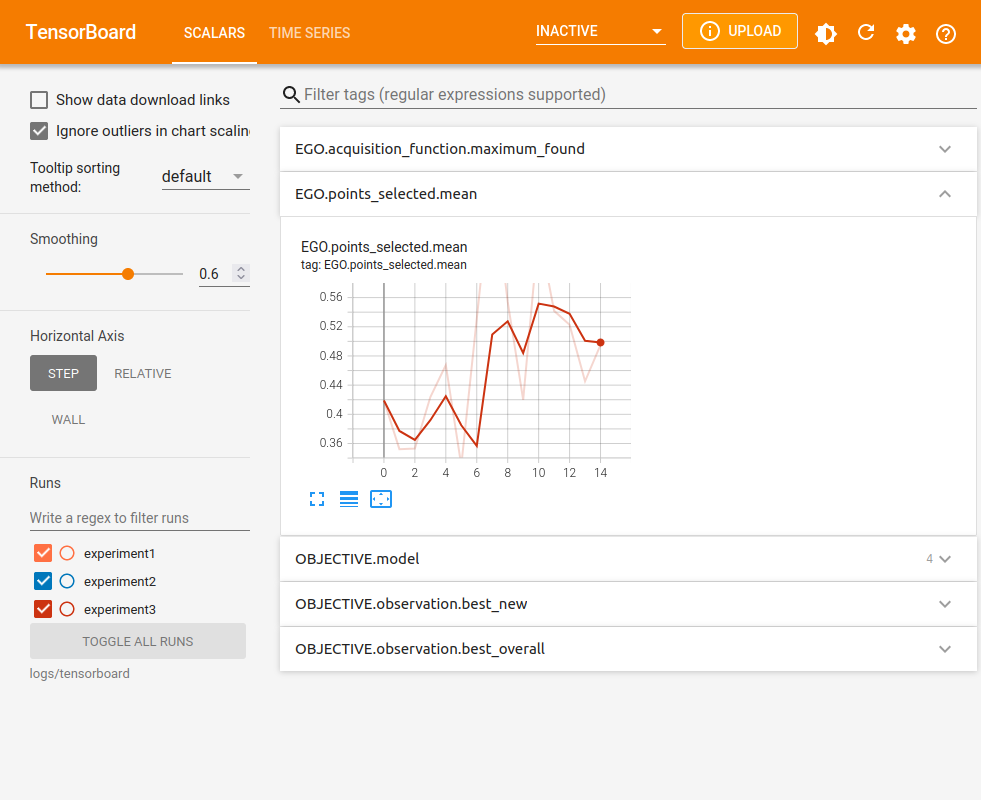 TensorBoard
SCALARS
TIME SERIES
INACTIVE
UPLOAD
Show data download links
Ignore outliers in chart scalin
Tooltip sorting
method:
default
Smoothing
0.6
Horizontal Axis
STEP
RELATIVE
WALL
Runs
Write a regex to filter runs
experiment1
experiment2
experiment3
TOGGLE ALL RUNS
logs/tensorboard
Filter tags (regular expressions supported)
EGO.acquisition_function.maximum_found
EGO.points_selected.mean
EGO.points_selected.mean
tag: EGO.points_selected.mean
0.56
0.52
0.48
0.44
0.4
0.36
0 2 4 6 8 10 12 14
OBJECTIVE.model
4
OBJECTIVE.observation.best_new
OBJECTIVE.observation.best_overall